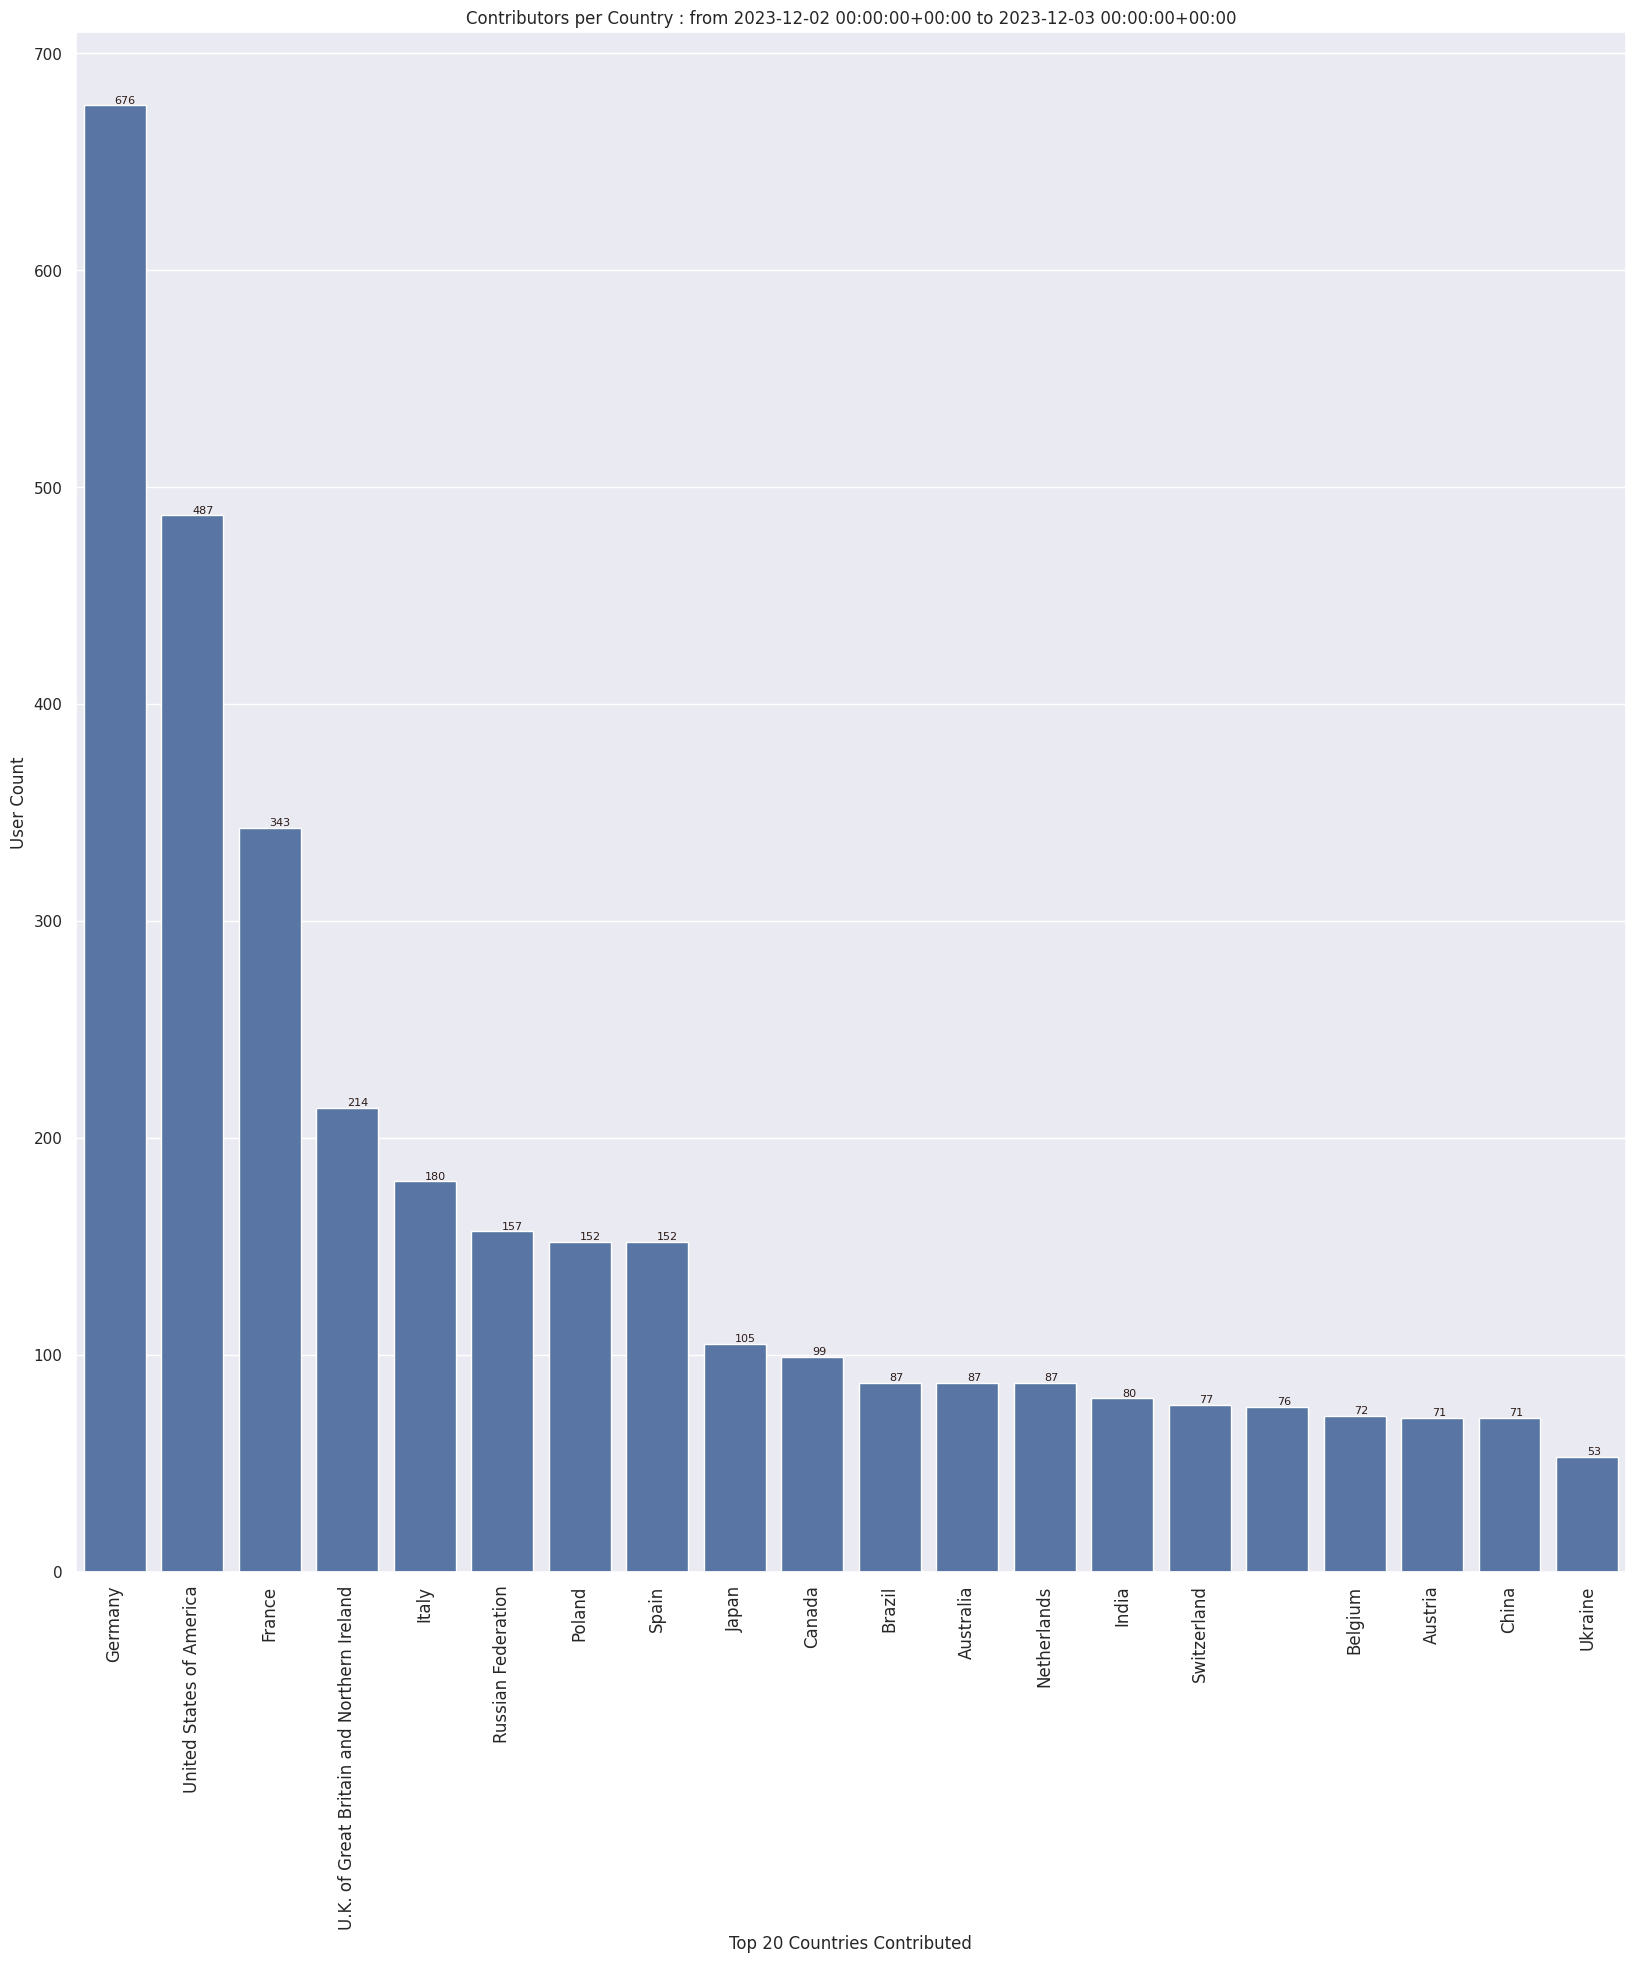 Contributors per Country : from 2023-12-02 00:00:00+00:00 to 2023-12-03 00:00:00+00:00
User Count
700
600
500
400
300
200
100
0
676
487
343
214
180
157
152
152
105
99
87
87
87
80
77
76
72
71
71
53
Germany
United States of America
France
U.K. of Great Britain and Northern Ireland
Italy
Russian Federation
Poland
Spain
Japan
Canada
Brazil
Australia
Netherlands
India
Switzerland
Belgium
Austria
China
Ukraine
Top 20 Countries Contributed